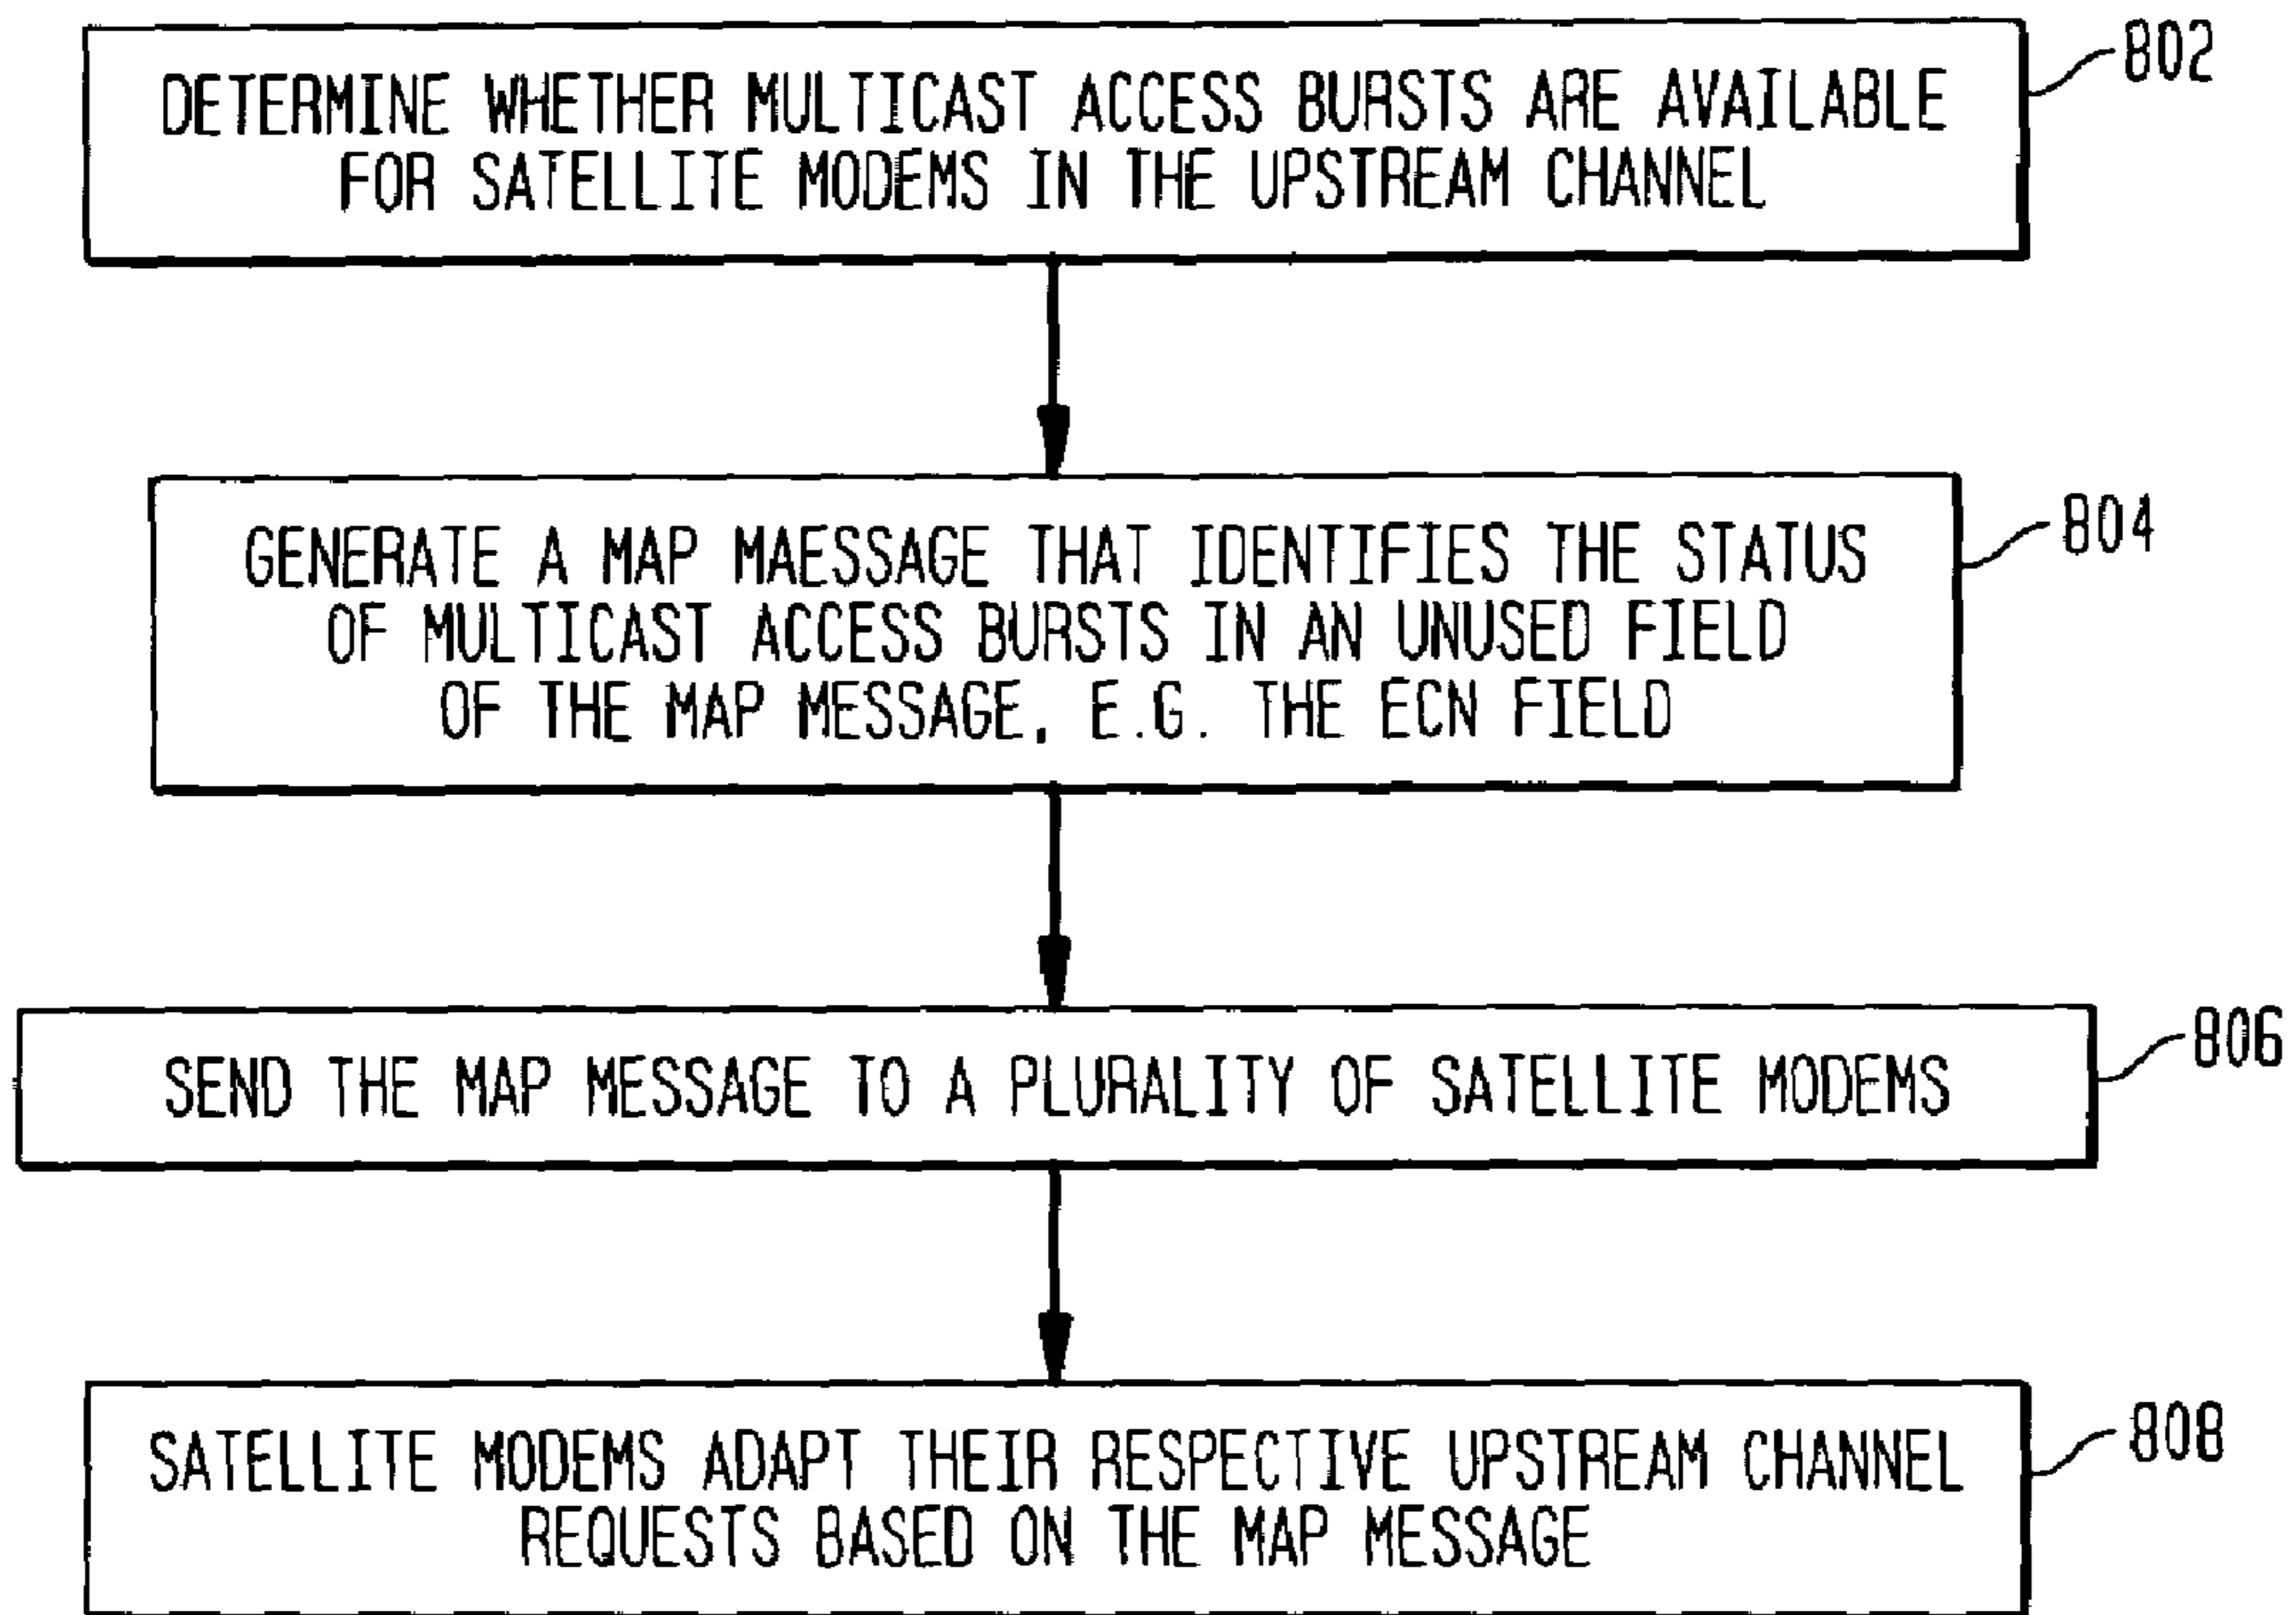 DETERMINE WHETHER MULTICAST ACCESS BURSTS ARE AVAILABLE
FOR SATELLITE MODEMS IN THE UPSTREAM CHANNEL
802
GENERATE A MAP MAESSAGE THAT IDENTIFIES THE STATUS
OF MULTICAST ACCESS BURSTS IN AN UNUSED FIELD
OF THE MAP MESSAGE, E.G. THE ECN FIELD
804
SEND THE MAP MESSAGE TO A PLURALITY OF SATELLITE MODEMS
806
SATELLITE MODEMS ADAPT THEIR RESPECTIVE UPSTREAM CHANNEL
REQUESTS BASED ON THE MAP MESSAGE
808